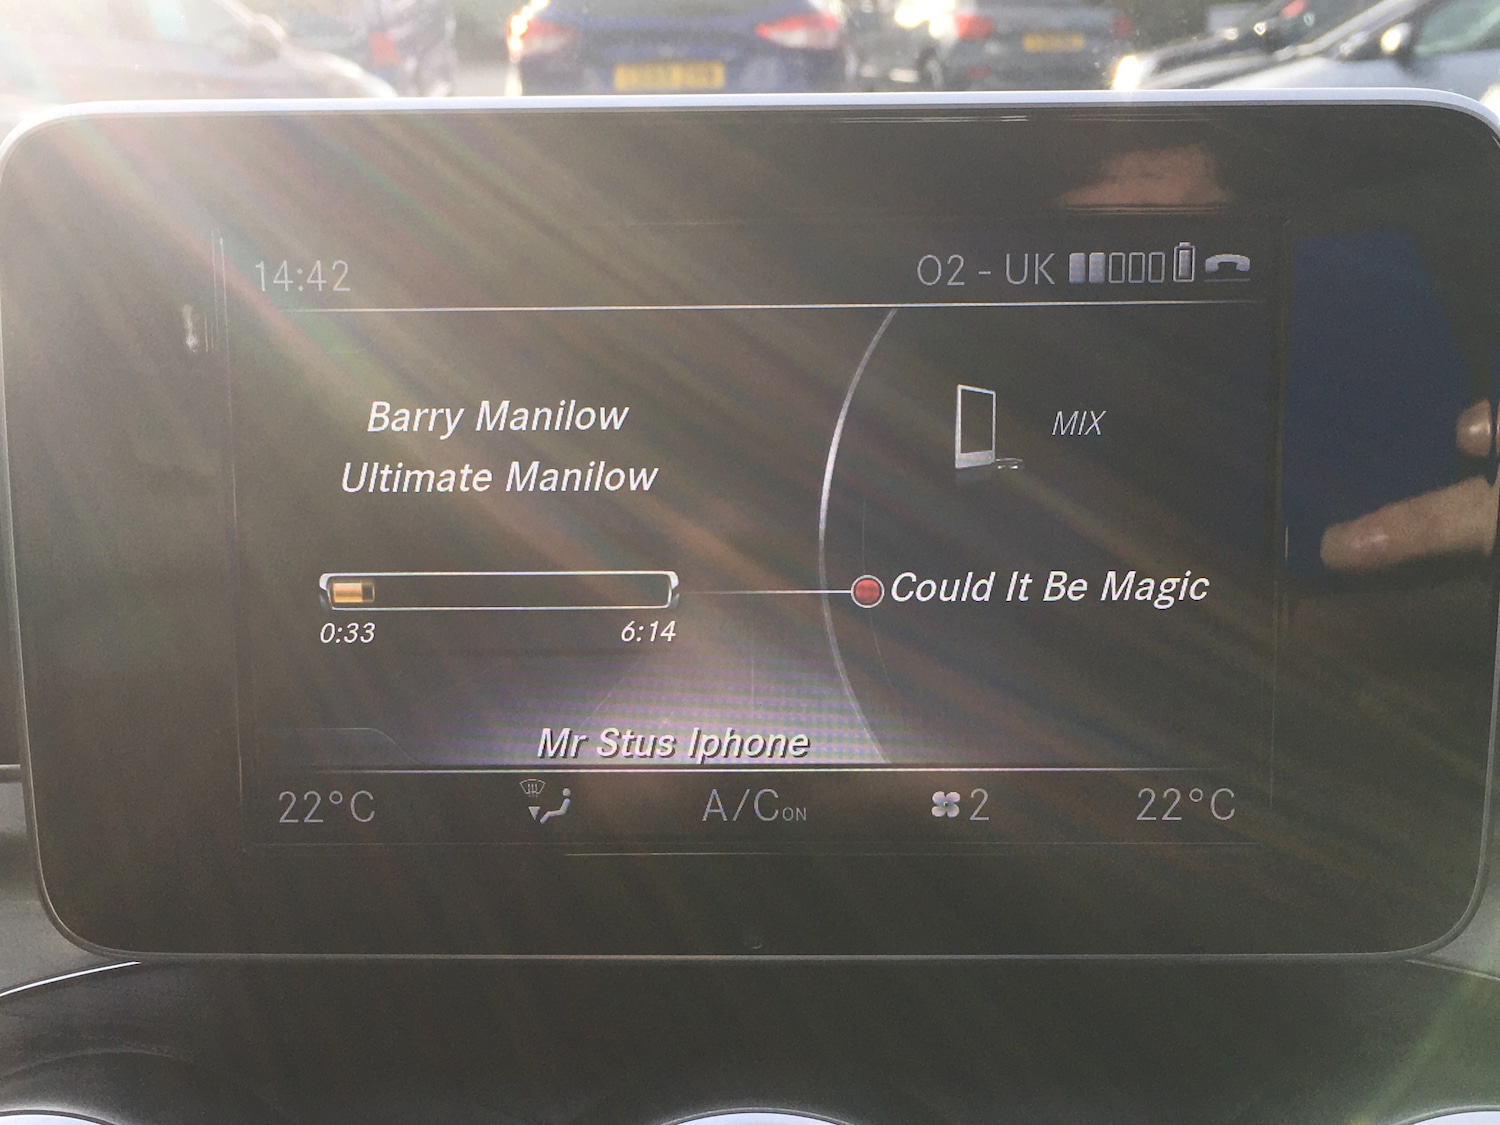 14:42
O2 - UK
Barry Manilow
Ultimate Manilow
MIX
Could It Be Magic
0:33
6:14
Mr Stus Iphone
22°C
A/C ON
2
22°C